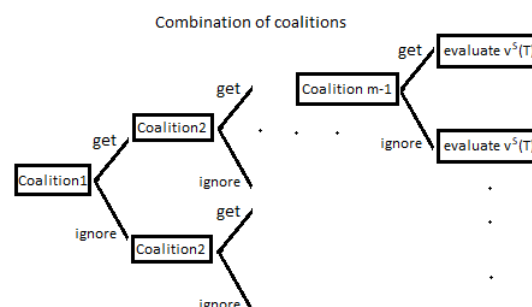 Combination of coalitions
get
evaluate v^S(T)
get
Coalition m-1
get
Coalition2
ignore
evaluate v^S(T)
Coalition1
ignore
get
ignore
Coalition2
ignore